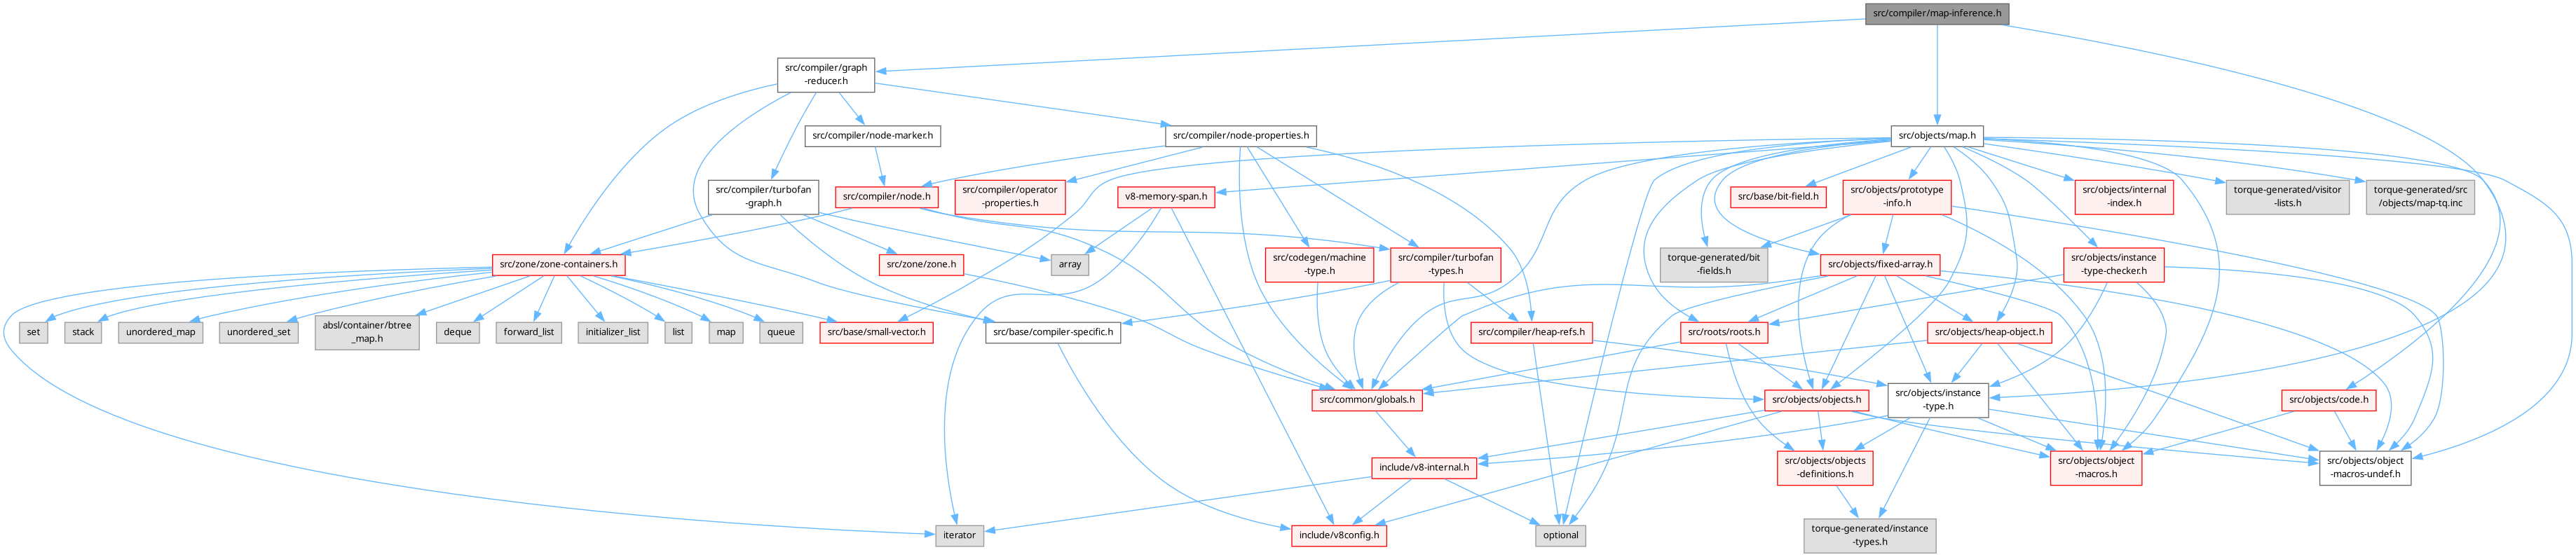 src/compiler/map-inference.h
src/compiler/graph
-reducer.h
src/compiler/node-marker.h
src/compiler/node-properties.h
src/objects/map.h
src/compiler/turbofan
-graph.h
src/compiler/node.h
src/compiler/operator
-properties.h
v8-memory-span.h
src/base/bit-field.h
src/objects/prototype
-info.h
src/objects/internal
-index.h
torque-generated/visitor
-lists.h
torque-generated/src
/objects/map-tq.inc
src/zone/zone-containers.h
src/zone/zone.h
array
src/codegen/machine
-type.h
src/compiler/turbofan
-types.h
torque-generated/bit
-fields.h
src/objects/fixed-array.h
src/objects/instance
-type-checker.h
set
stack
unordered_map
unordered_set
absl/container/btree
_map.h
deque
forward_list
initializer_list
list
map
queue
src/base/small-vector.h
src/base/compiler-specific.h
src/compiler/heap-refs.h
src/roots/roots.h
src/objects/heap-object.h
src/common/globals.h
src/objects/objects.h
src/objects/instance
-type.h
src/objects/code.h
include/v8-internal.h
src/objects/objects
-definitions.h
src/objects/object
-macros.h
src/objects/object
-macros-undef.h
iterator
include/v8config.h
optional
torque-generated/instance
-types.h